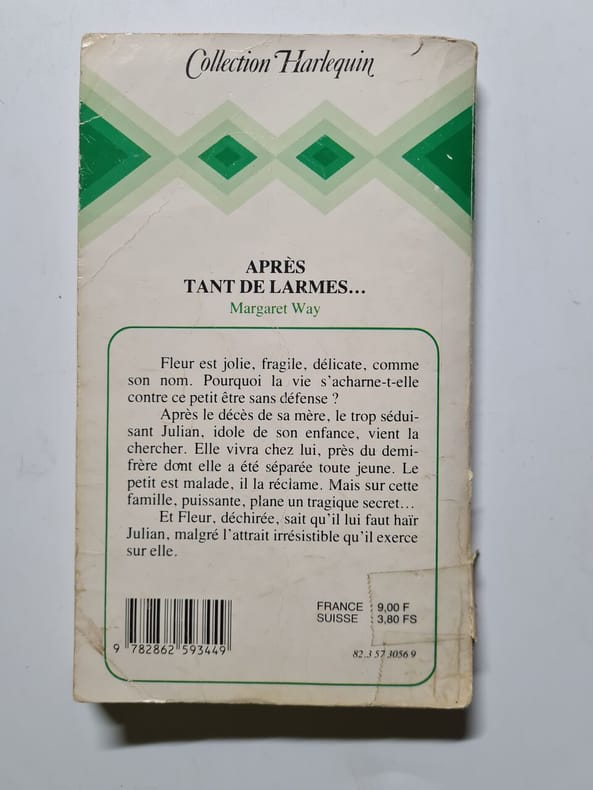 Collection Harlequin
APRÈS
TANT DE LARMES...
Margaret Way
Fleur est jolie, fragile, délicate, comme
son nom. Pourquoi la vie s'acharne-t-elle
contre ce petit être sans défense ?
Après le décès de sa mère, le trop sédui-
sant Julian, idole de son enfance, vient la
chercher. Elle vivra chez lui, près du demi-
frère dont elle a été séparée toute jeune. Le
petit est malade, il la réclame. Mais sur cette
famille, puissante, plane un tragique secret...
Et Fleur, déchirée, sait qu'il lui faut haïr
Julian, malgré l'attrait irrésistible qu'il exerce
sur elle.
FRANCE 9,00 F
SUISSE 3,80 FS
9 782862 593449
82.3 57 3056 9